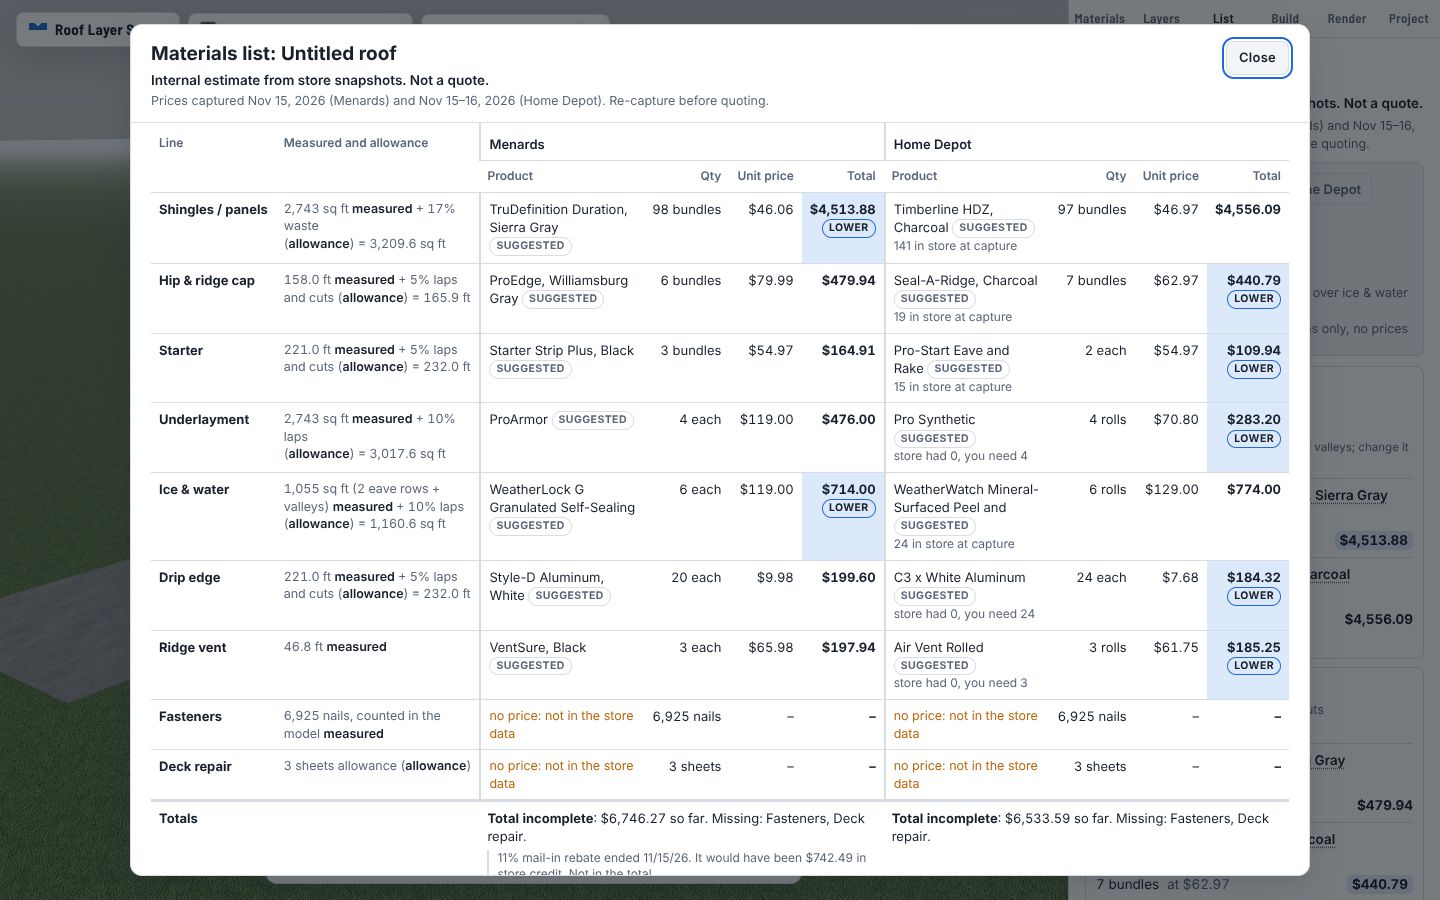 Roof Layer S
Materials Layers List Build Render Project
Materials list: Untitled roof
Close
Internal estimate from store snapshots. Not a quote.
Prices captured Nov 15, 2026 (Menards) and Nov 15–16, 2026 (Home Depot). Re-capture before quoting.
Line Measured and allowance Menards Home Depot
Product Qty Unit price Total Product Qty Unit price Total
Shingles / panels 2,743 sq ft measured + 17% TruDefinition Duration, 98 bundles $46.06 $4,513.88 Timberline HDZ, 97 bundles $46.97 $4,556.09
waste Sierra Gray LOWER Charcoal SUGGESTED
(allowance) = 3,209.6 sq ft SUGGESTED 141 in store at capture
Hip & ridge cap 158.0 ft measured + 5% laps ProEdge, Williamsburg 6 bundles $79.99 $479.94 Seal-A-Ridge, Charcoal 7 bundles $62.97 $440.79
and cuts (allowance) = 165.9 ft Gray SUGGESTED SUGGESTED LOWER
19 in store at capture
Starter 221.0 ft measured + 5% laps Starter Strip Plus, Black 3 bundles $54.97 $164.91 Pro-Start Eave and 2 each $54.97 $109.94
and cuts (allowance) = 232.0 ft SUGGESTED Rake SUGGESTED LOWER
15 in store at capture
Underlayment 2,743 sq ft measured + 10% ProArmor SUGGESTED 4 each $119.00 $476.00 Pro Synthetic 4 rolls $70.80 $283.20
laps SUGGESTED LOWER
(allowance) = 3,017.6 sq ft store had 0, you need 4
Ice & water 1,055 sq ft (2 eave rows + WeatherLock G 6 each $119.00 $714.00 WeatherWatch Mineral- 6 rolls $129.00 $774.00
valleys) measured + 10% laps Granulated Self-Sealing LOWER Surfaced Peel and
(allowance) = 1,160.6 sq ft SUGGESTED SUGGESTED
24 in store at capture
Drip edge 221.0 ft measured + 5% laps Style-D Aluminum, 20 each $9.98 $199.60 C3 x White Aluminum 24 each $7.68 $184.32
and cuts (allowance) = 232.0 ft White SUGGESTED SUGGESTED LOWER
store had 0, you need 24
Ridge vent 46.8 ft measured VentSure, Black 3 each $65.98 $197.94 Air Vent Rolled 3 rolls $61.75 $185.25
SUGGESTED SUGGESTED LOWER
store had 0, you need 3
Fasteners 6,925 nails, counted in the no price: not in the store 6,925 nails – – no price: not in the store 6,925 nails – –
model measured data data
Deck repair 3 sheets allowance (allowance) no price: not in the store 3 sheets – – no price: not in the store 3 sheets – –
data data
Totals Total incomplete: $6,746.27 so far. Missing: Fasteners, Deck Total incomplete: $6,533.59 so far. Missing: Fasteners, Deck
repair. repair.
11% mail-in rebate ended 11/15/26. It would have been $742.49 in
store credit. Not in the total
hots. Not a quote.
ds) and Nov 15–16,
e quoting.
e Depot
over ice & water
s only, no prices
valleys; change it
Sierra Gray
$4,513.88
arcoal
$4,556.09
uts
Gray
$479.94
coal
7 bundles at $62.97 $440.79